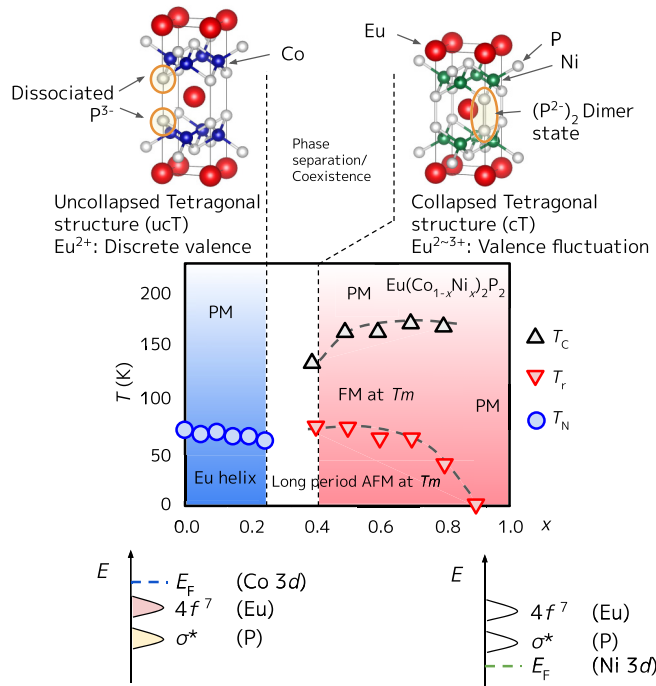 Eu
P
Co
Ni
Dissociated
P3-
(P2-)2 Dimer
state
Phase
separation/
Coexistence
Uncollapsed Tetragonal
structure (ucT)
Eu2+: Discrete valence
Collapsed Tetragonal
structure (cT)
Eu2~3+: Valence fluctuation
Eu(Co1-xNix)2P2
PM
PM
PM
FM at Tm
Eu helix
Long period AFM at Tm
T (K)
200
150
100
50
0
0.0
0.2
0.4
0.6
0.8
1.0
x
TC
Tr
TN
E
EF (Co 3d)
4f 7 (Eu)
σ* (P)
E
4f 7 (Eu)
σ* (P)
EF (Ni 3d)